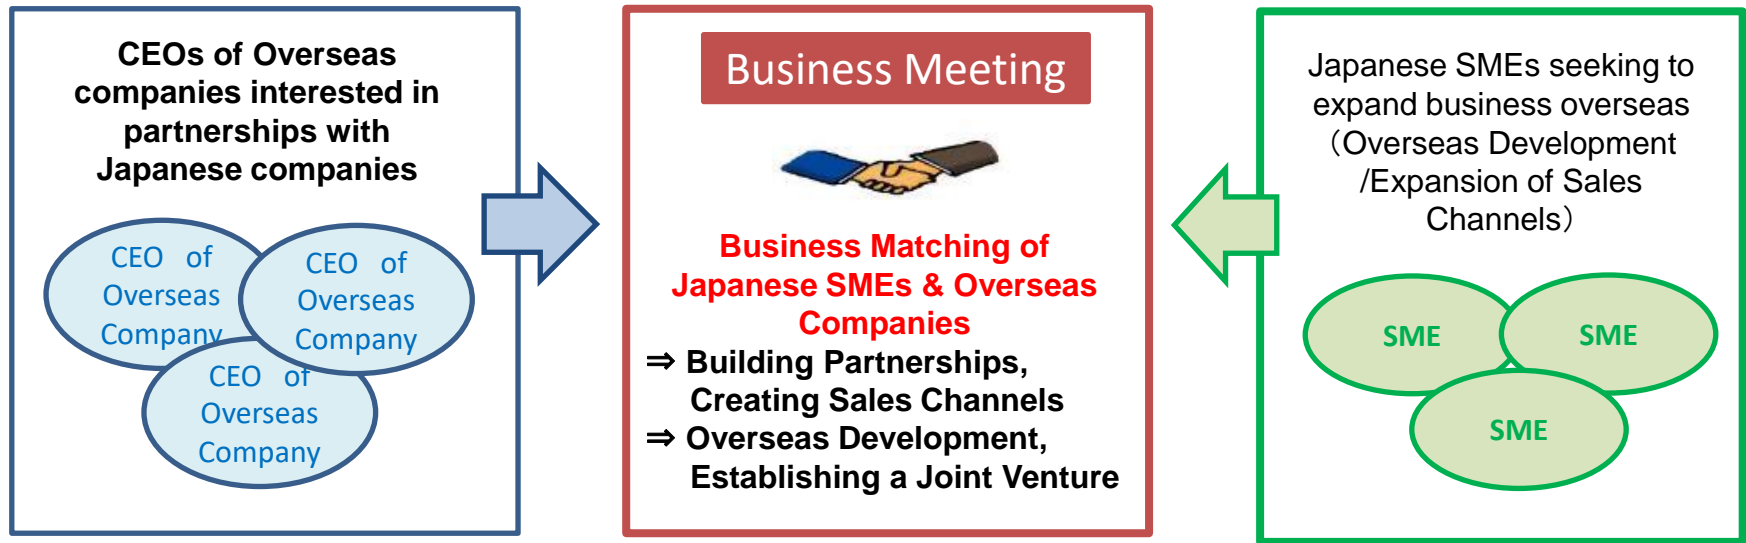 CEOs of Overseas
companies interested in
partnerships with
Japanese companies
CEO of
Overseas
Company
CEO of
Overseas
Company
CEO of
Overseas
Company
Business Meeting
Business Matching of
Japanese SMEs & Overseas
Companies
⇒ Building Partnerships,
Creating Sales Channels
⇒ Overseas Development,
Establishing a Joint Venture
Japanese SMEs seeking to
expand business overseas
（Overseas Development
/Expansion of Sales
Channels）
SME
SME
SME